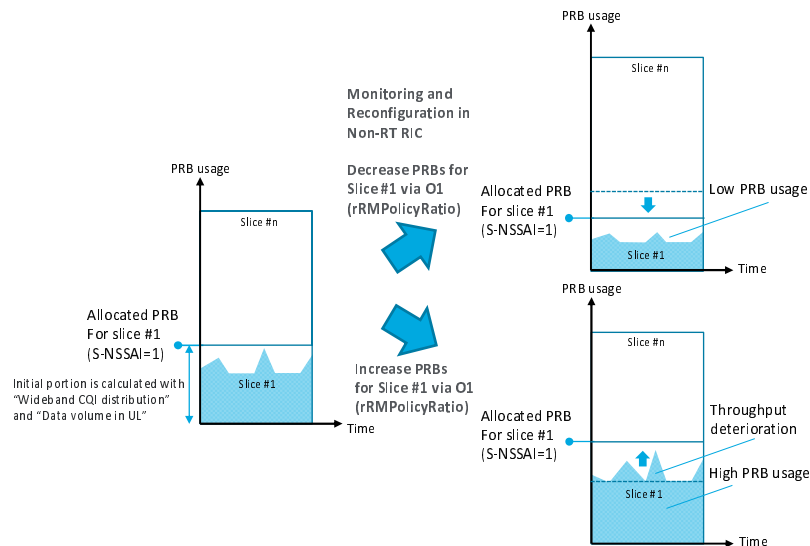 PRB usage
Slice #n
Allocated PRB
For slice #1
(S-NSSAI=1)
Slice #1
Initial portion is calculated with
“Wideband CQI distribution”
and “Data volume in UL”
Time
Monitoring and
Reconfiguration in
Non-RT RIC
Decrease PRBs for
Slice #1 via O1
(rRMPolicyRatio)
Increase PRBs
for Slice #1 via O1
(rRMPolicyRatio)
PRB usage
Slice #n
Allocated PRB
For slice #1
(S-NSSAI=1)
Low PRB usage
Slice #1
Time
PRB usage
Slice #n
Allocated PRB
For slice #1
(S-NSSAI=1)
Throughput
deterioration
High PRB usage
Slice #1
Time